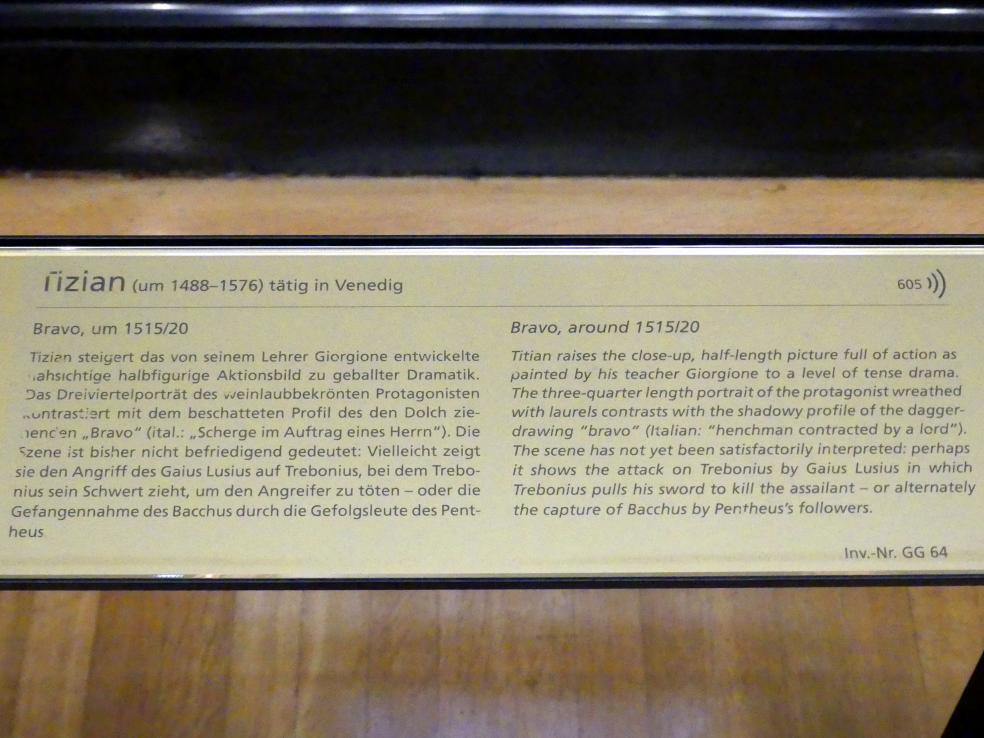 Tizian (um 1488–1576) tätig in Venedig
605
Bravo, um 1515/20
Tizian steigert das von seinem Lehrer Giorgione entwickelte
nahsichtige halbfigurige Aktionsbild zu geballter Dramatik.
Das Dreiviertelporträt des weinlaubbekrönten Protagonisten
kontrastiert mit dem beschatteten Profil des den Dolch zie-
henden „Bravo“ (ital.: „Scherge im Auftrag eines Herrn“). Die
Szene ist bisher nicht befriedigend gedeutet: Vielleicht zeigt
sie den Angriff des Gaius Lusius auf Trebonius, bei dem Trebo-
nius sein Schwert zieht, um den Angreifer zu töten – oder die
Gefangennahme des Bacchus durch die Gefolgsleute des Pent-
heus
Bravo, around 1515/20
Titian raises the close-up, half-length picture full of action as
painted by his teacher Giorgione to a level of tense drama.
The three-quarter length portrait of the protagonist wreathed
with laurels contrasts with the shadowy profile of the dagger-
drawing “bravo” (Italian: “henchman contracted by a lord”).
The scene has not yet been satisfactorily interpreted: perhaps
it shows the attack on Trebonius by Gaius Lusius in which
Trebonius pulls his sword to kill the assailant – or alternately
the capture of Bacchus by Pentheus's followers.
Inv.-Nr. GG 64